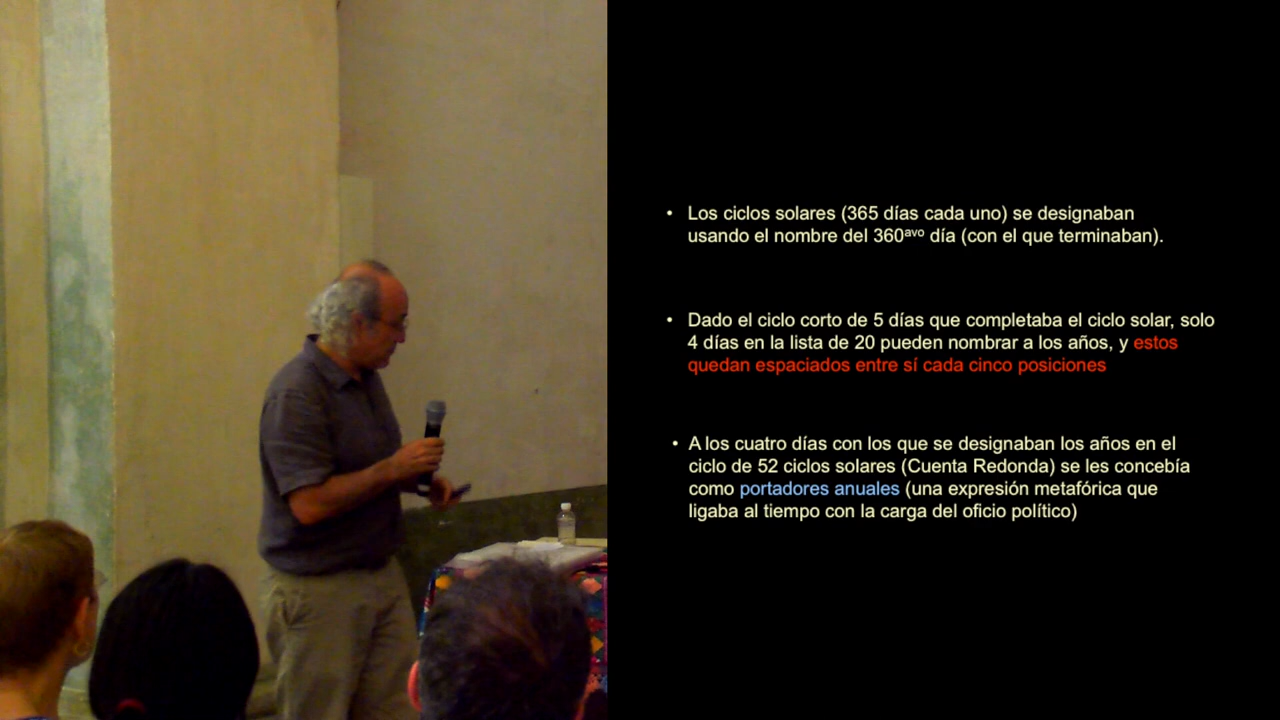 • Los ciclos solares (365 días cada uno) se designaban
usando el nombre del 360ᵃᵛᵒ día (con el que terminaban).
• Dado el ciclo corto de 5 días que completaba el ciclo solar, solo
4 días en la lista de 20 pueden nombrar a los años, y estos
quedan espaciados entre sí cada cinco posiciones
• A los cuatro días con los que se designaban los años en el
ciclo de 52 ciclos solares (Cuenta Redonda) se les concebía
como portadores anuales (una expresión metafórica que
ligaba al tiempo con la carga del oficio político)